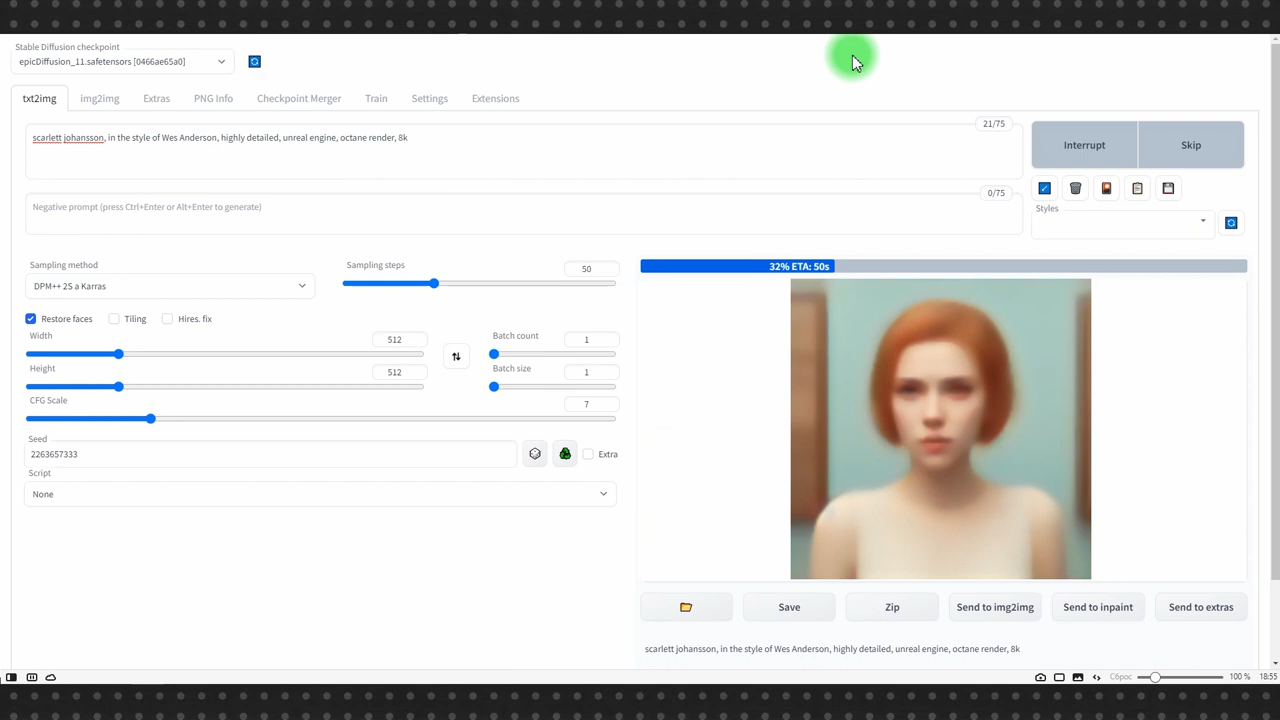 Stable Diffusion checkpoint
epicDiffusion_11.safetensors [0466ae65a0]
txt2img
img2img
Extras
PNG Info
Checkpoint Merger
Train
Settings
Extensions
21/75
scarlett johansson, in the style of Wes Anderson, highly detailed, unreal engine, octane render, 8k
Interrupt
Skip
0/75
Negative prompt (press Ctrl+Enter or Alt+Enter to generate)
Styles
Sampling method
DPM++ 2S a Karras
Sampling steps
50
32% ETA: 50s
Restore faces
Tiling
Hires. fix
Width
512
Batch count
1
Height
512
Batch size
1
CFG Scale
7
Seed
2263657333
Extra
Script
None
Save
Zip
Send to img2img
Send to inpaint
Send to extras
scarlett johansson, in the style of Wes Anderson, highly detailed, unreal engine, octane render, 8k
Сброс
100 %
18:55